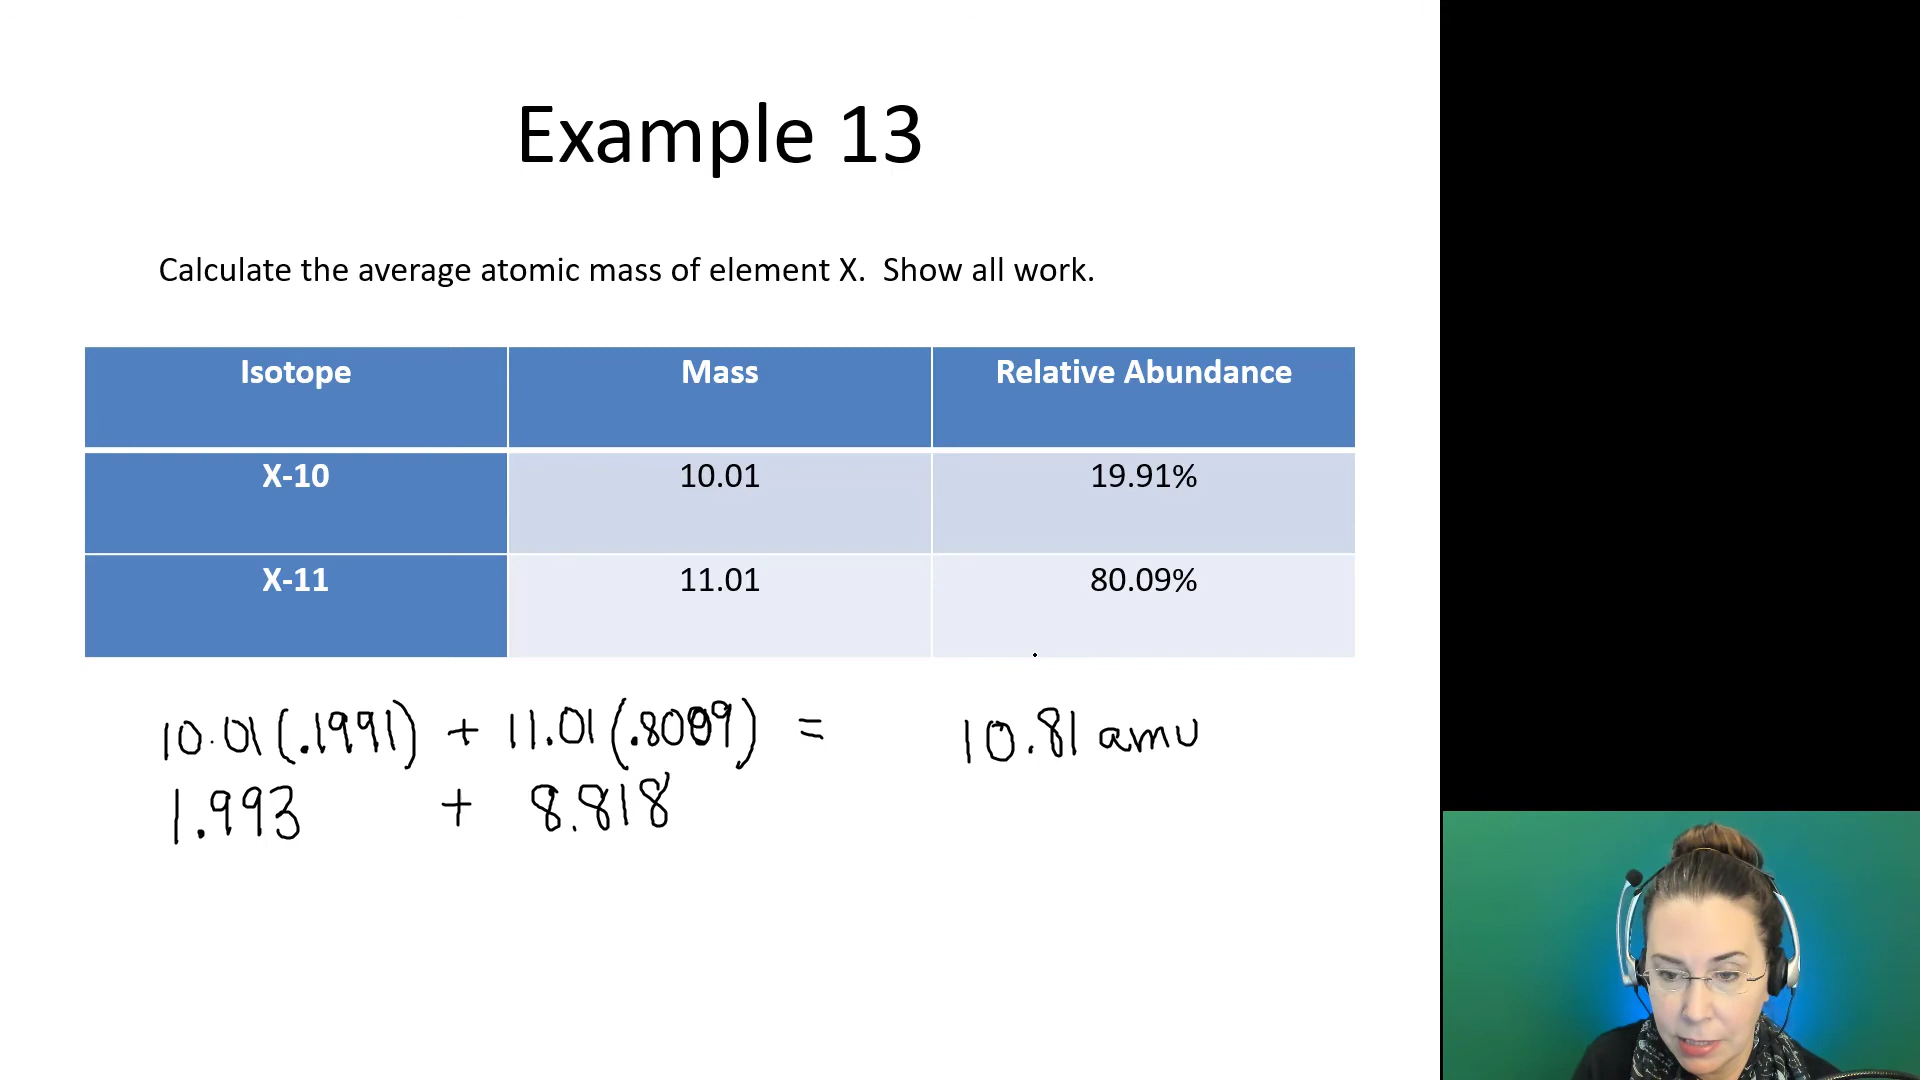 Example 13
Calculate the average atomic mass of element X. Show all work.
Isotope Mass Relative Abundance
X-10 10.01 19.91%
X-11 11.01 80.09%
10.01(.1991) + 11.01(.8009) = 10.81 amu
1.993 + 8.818